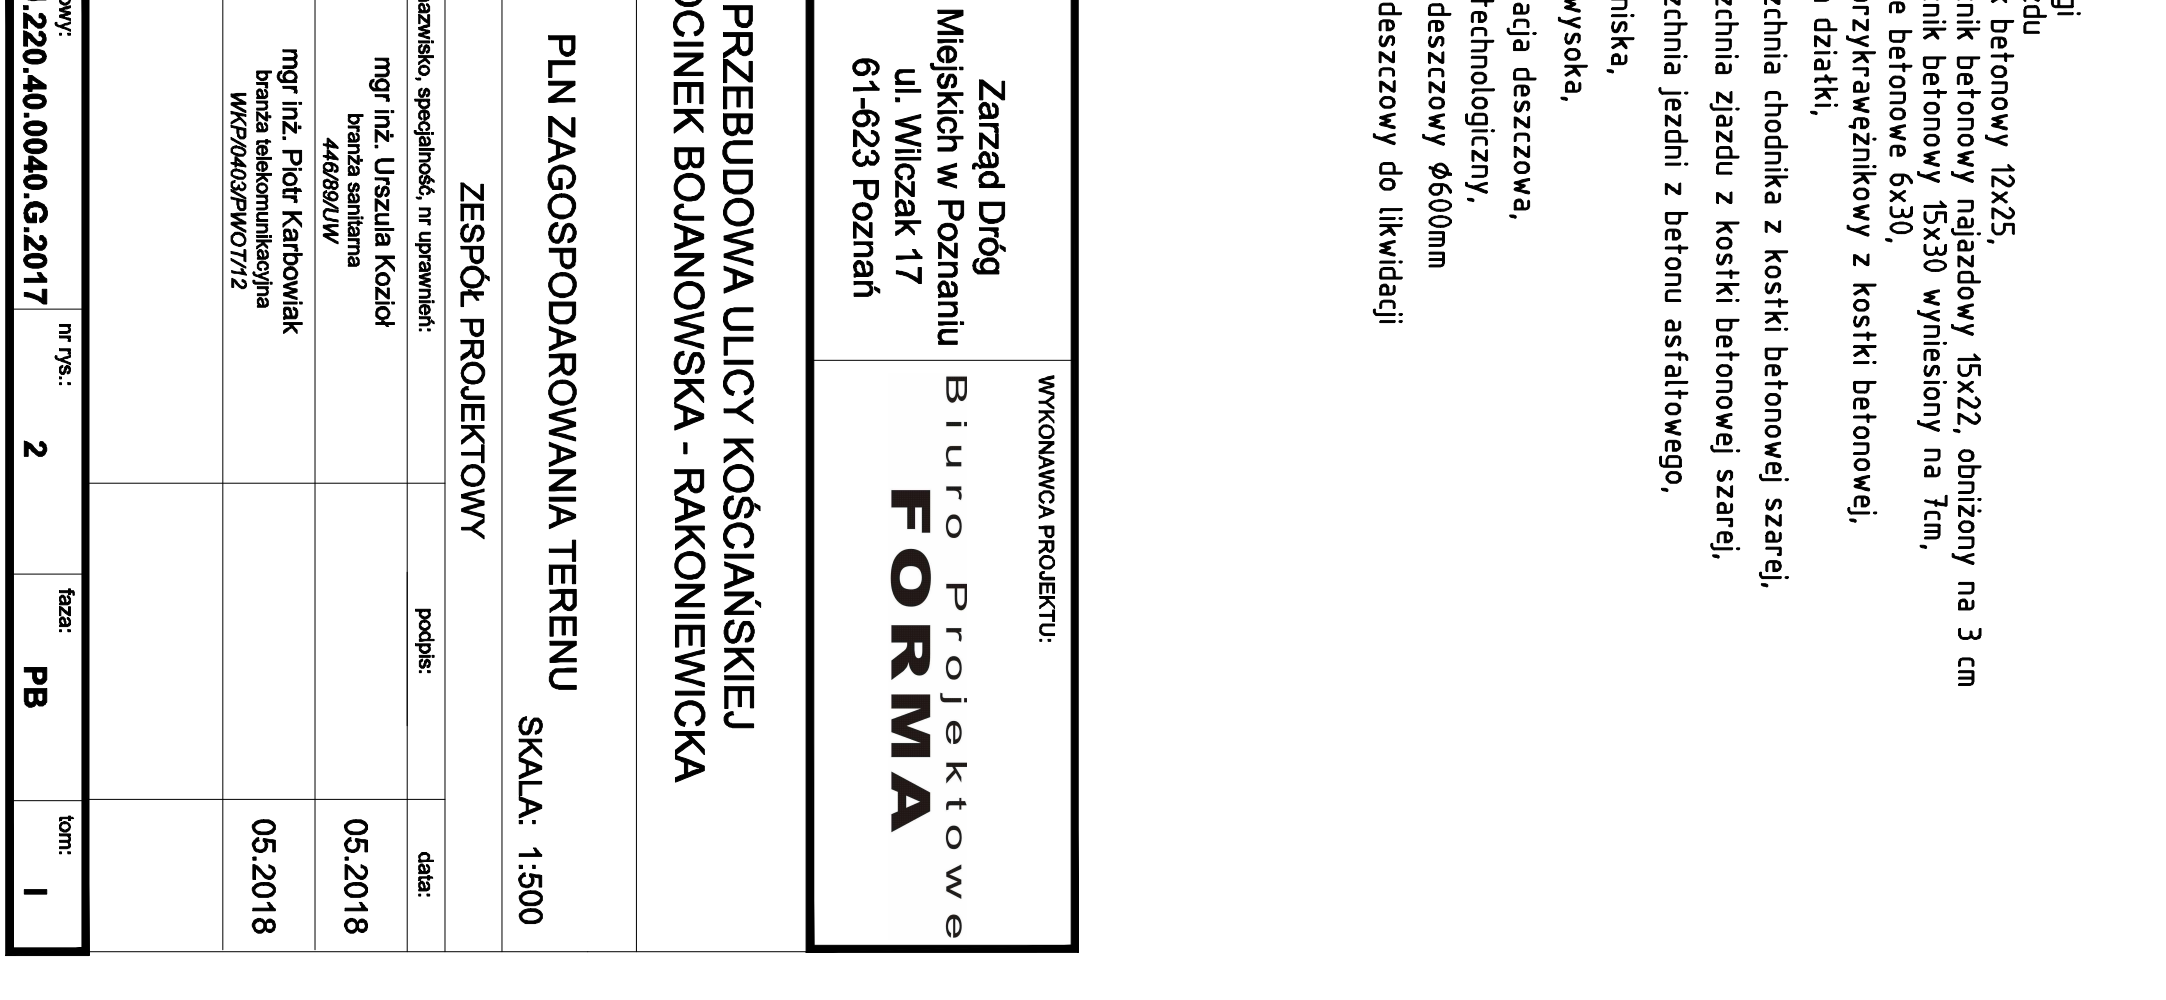 gi
zdu
k betonowy 12x25,
nik betonowy najazdowy 15x22, obniżony na 3 cm
nik betonowy 15x30 wyniesiony na 7cm,
e betonowe 6x30,
przykrawężnikowy z kostki betonowej,
działki,
zchnia chodnika z kostki betonowej szarej,
zchnia zjazdu z kostki betonowej szarej,
zchnia jezdni z betonu asfaltowego,
niska,
wysoka,
acja deszczowa,
technologiczny,
deszczowy Ø600mm
deszczowy do likwidacji
WYKONAWCA PROJEKTU:
Zarząd Dróg
Miejskich w Poznaniu
ul. Wilczak 17
61-623 Poznań
Biuro Projektowe
FORMA
PRZEBUDOWA ULICY KOŚCIAŃSKIEJ
OCINEK BOJANOWSKA - RAKONIEWICKA
PLN ZAGOSPODAROWANIA TERENU
SKALA: 1:500
ZESPÓŁ PROJEKTOWY
nazwisko, specjalność, nr uprawnień:
podpis:
data:
mgr inż. Urszula Kozioł
branża sanitarna
446/89/UW
05.2018
mgr inż. Piotr Karbowiak
branża telekomunikacyjna
WKP/0403/PWOT/12
05.2018
owy:
.220.40.0040.G.2017
nr rys.:
2
faza:
PB
tom:
I